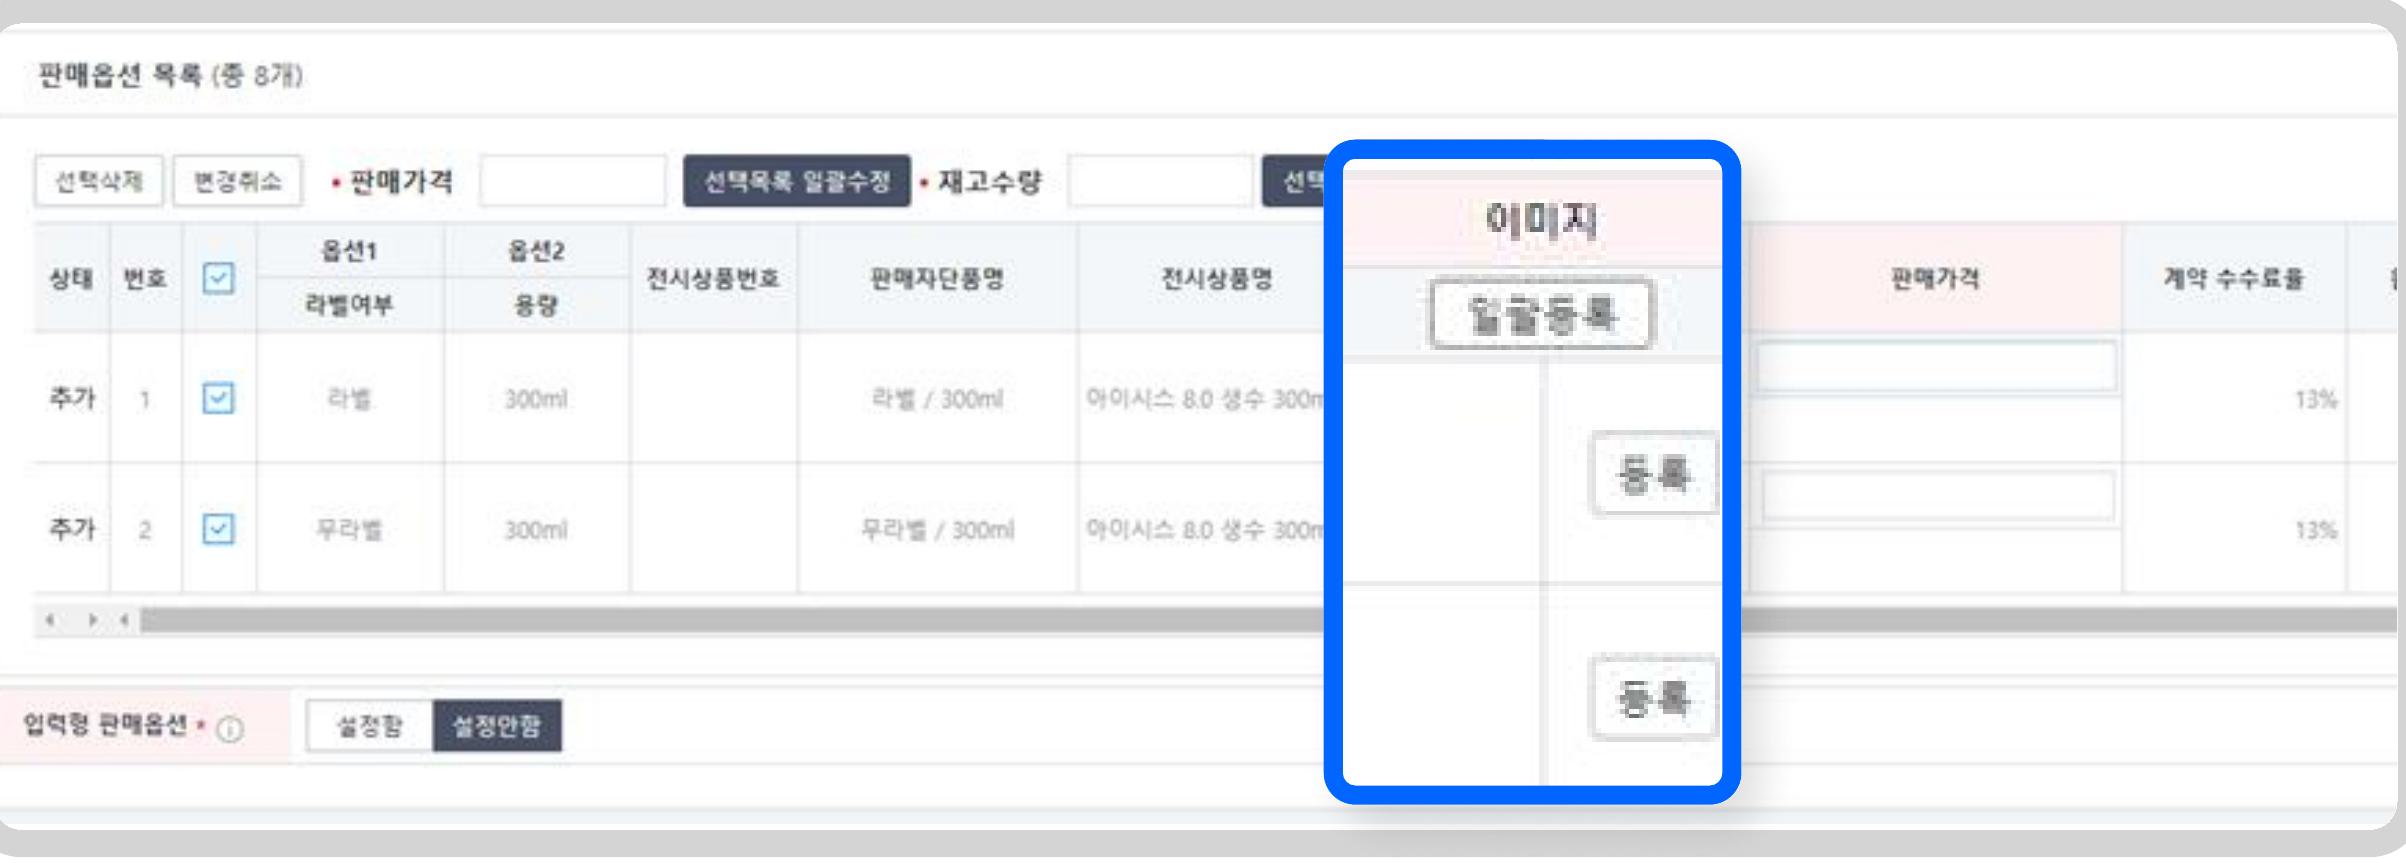 판매옵션 목록 (총 8개)
선택삭제 변경취소 • 판매가격 선택목록 일괄수정 • 재고수량 선택
상태 번호 옵션1 옵션2 전시상품번호 판매자단품명 전시상품명 이미지 판매가격 계약 수수료율
라벨여부 용량 일괄등록
추가 1 라벨 300ml 라벨 / 300ml 아이시스 8.0 생수 300m 등록 13%
추가 2 무라벨 300ml 무라벨 / 300ml 아이시스 8.0 생수 300m 등록 13%
입력형 판매옵션 • 설정함 설정안함